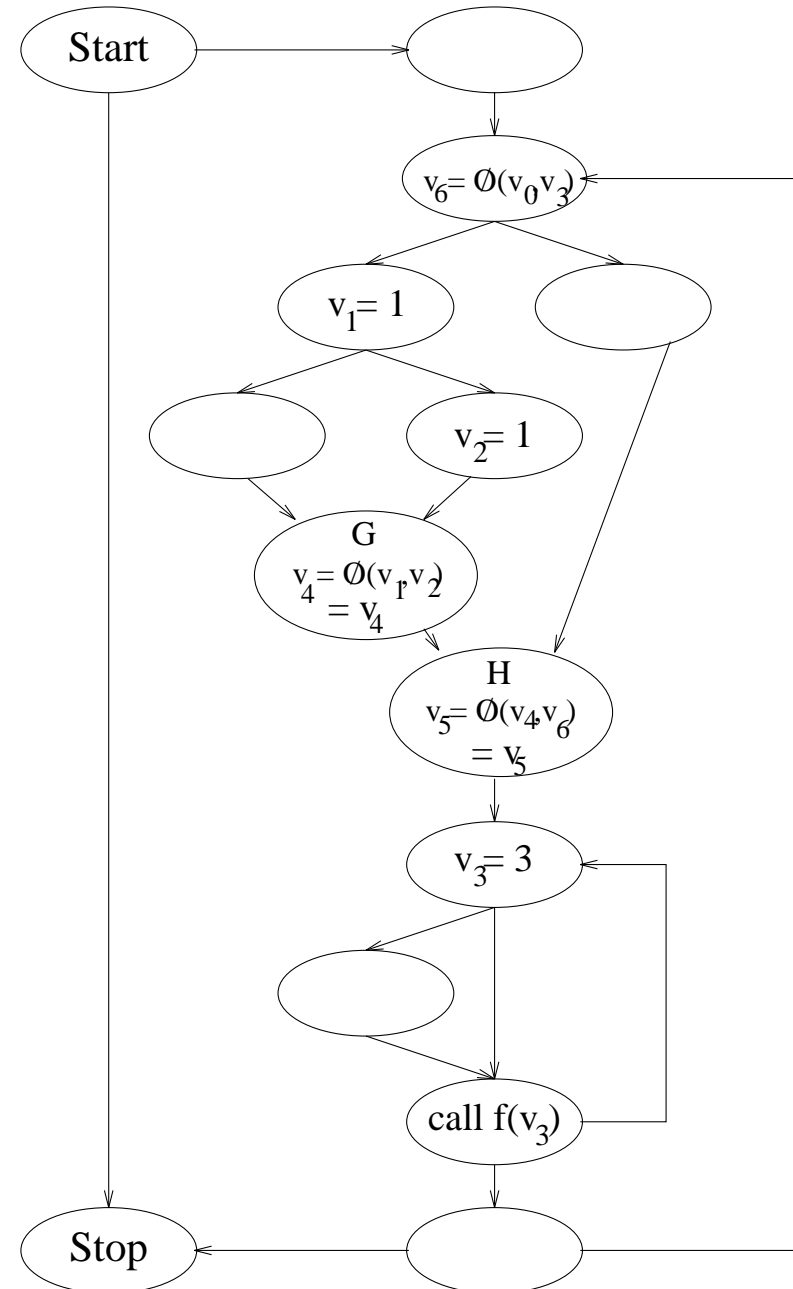 Start
v₆= Ø(v₀,v₃)
v₁= 1
v₂= 1
G
v₄= Ø(v₁,v₂)
= v₄
H
v₅= Ø(v₄,v₆)
= v₅
v₃= 3
call f(v₃)
Stop